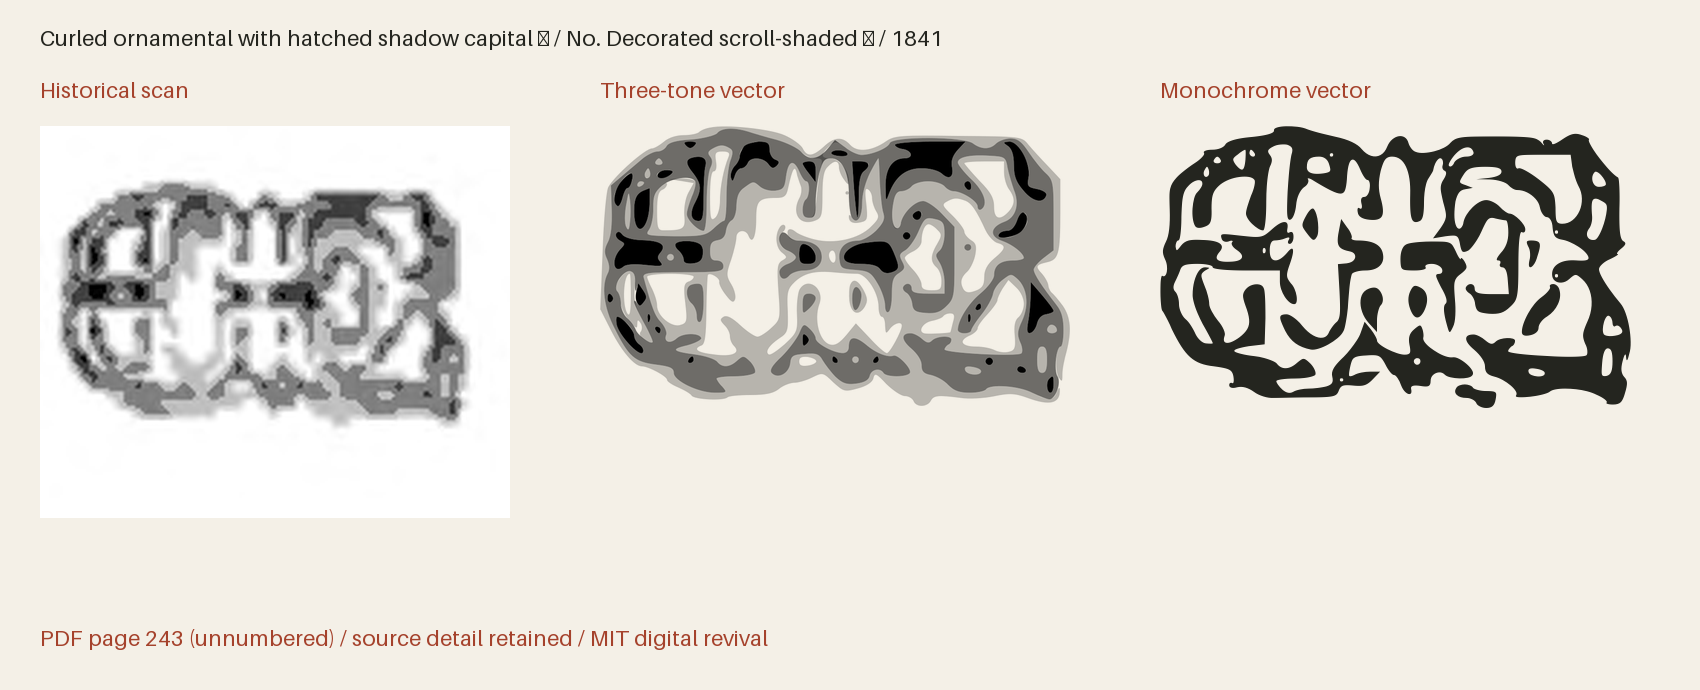 Curled ornamental with hatched shadow capital / No. Decorated scroll-shaded / 1841
Historical scan
Three-tone vector
Monochrome vector
PDF page 243 (unnumbered) / source detail retained / MIT digital revival